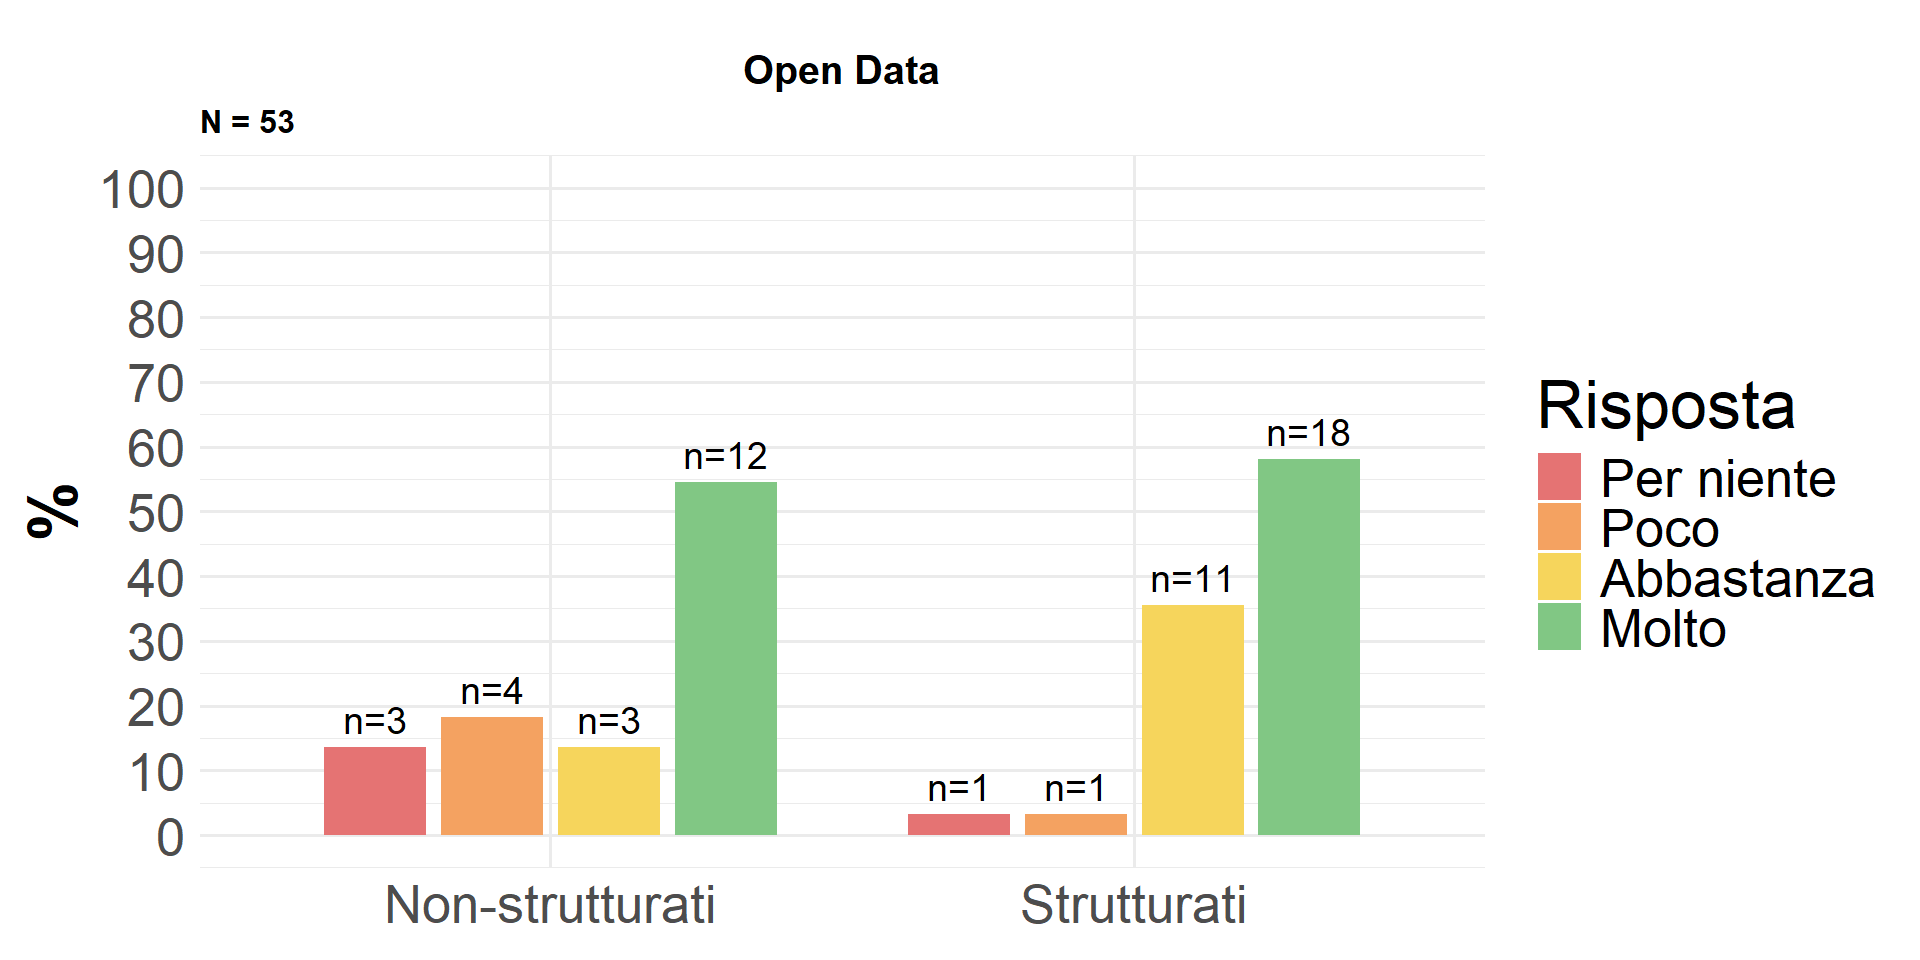 Open Data
N = 53
100
90
80
70
60
50
40
30
20
10
0
%
n=3
n=4
n=3
n=12
n=1
n=1
n=11
n=18
Non-strutturati
Strutturati
Risposta
Per niente
Poco
Abbastanza
Molto